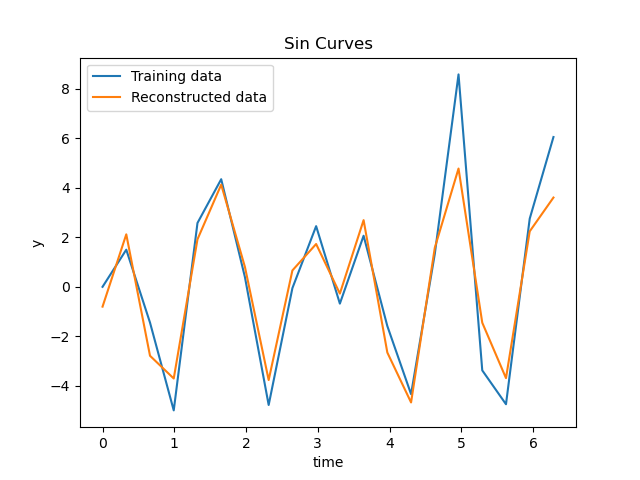 Sin Curves
Training data
Reconstructed data
8
6
4
2
0
−2
−4
y
0 1 2 3 4 5 6
time